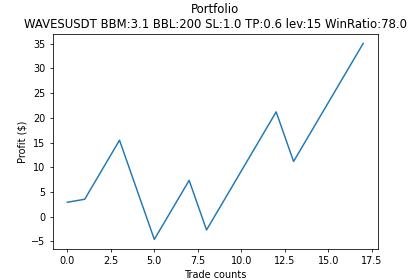 Portfolio
WAVESUSDT BBM:3.1 BBL:200 SL:1.0 TP:0.6 lev:15 WinRatio:78.0
35
30
25
20
15
10
5
0
−5
Profit ($)
0.0 2.5 5.0 7.5 10.0 12.5 15.0 17.5
Trade counts